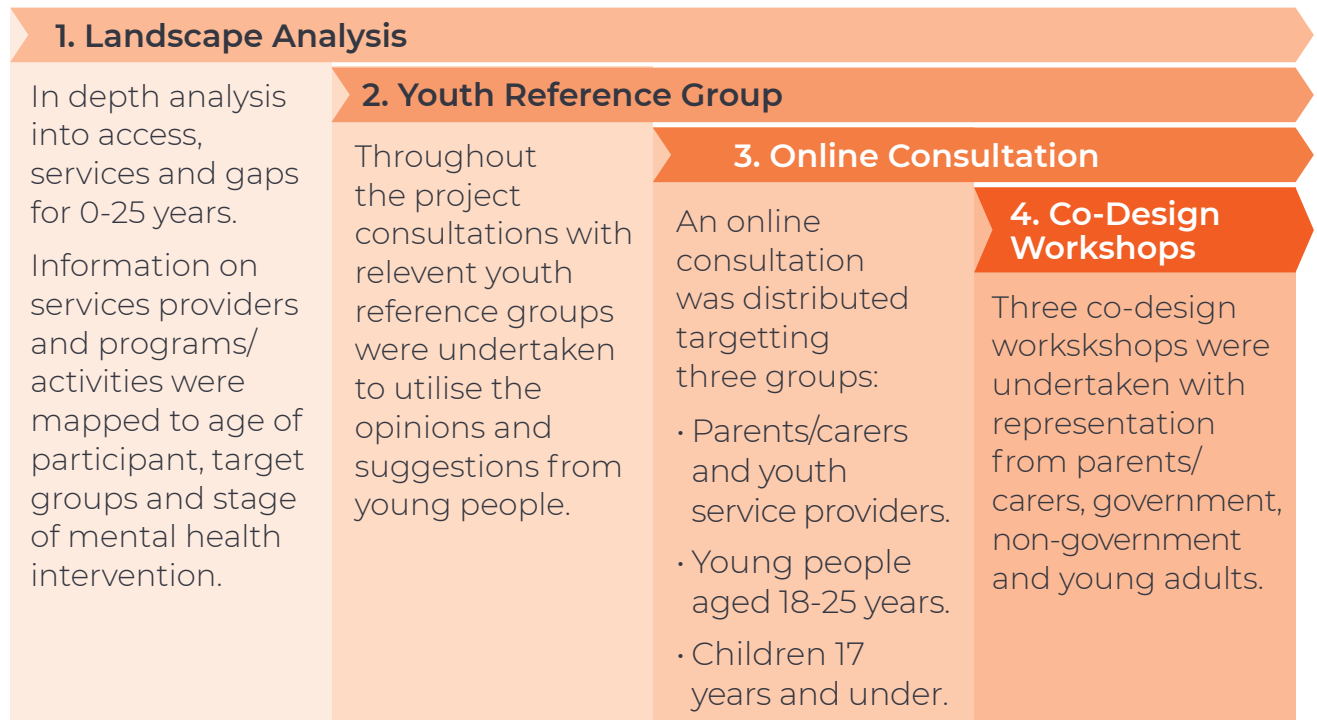 1. Landscape Analysis
In depth analysis
into access,
services and gaps
for 0-25 years.
Information on
services providers
and programs/
activities were
mapped to age of
participant, target
groups and stage
of mental health
intervention.
2. Youth Reference Group
Throughout
the project
consultations with
relevent youth
reference groups
were undertaken
to utilise the
opinions and
suggestions from
young people.
3. Online Consultation
An online
consultation
was distributed
targetting
three groups:
· Parents/carers
and youth
service providers.
· Young people
aged 18-25 years.
· Children 17
years and under.
4. Co-Design
Workshops
Three co-design
workskshops were
undertaken with
representation
from parents/
carers, government,
non-government
and young adults.